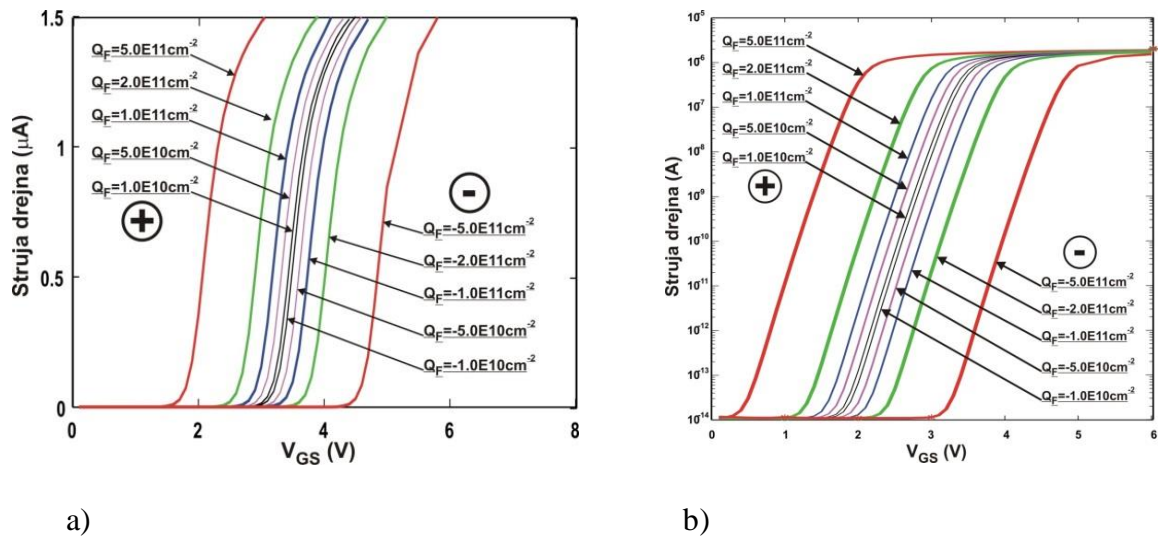 a)
1.5
1
0.5
0
Struja drejna (μA)
Q_F=5.0E11cm⁻²
Q_F=2.0E11cm⁻²
Q_F=1.0E11cm⁻²
Q_F=5.0E10cm⁻²
Q_F=1.0E10cm⁻²
+
-
Q_F=-5.0E11cm⁻²
Q_F=-2.0E11cm⁻²
Q_F=-1.0E11cm⁻²
Q_F=-5.0E10cm⁻²
Q_F=-1.0E10cm⁻²
0 2 4 6 8
V_GS (V)
b)
10⁻⁵
10⁻⁶
10⁻⁷
10⁻⁸
10⁻⁹
10⁻¹⁰
10⁻¹¹
10⁻¹²
10⁻¹³
10⁻¹⁴
Struja drejna (A)
Q_F=5.0E11cm⁻²
Q_F=2.0E11cm⁻²
Q_F=1.0E11cm⁻²
Q_F=5.0E10cm⁻²
Q_F=1.0E10cm⁻²
+
-
Q_F=-5.0E11cm⁻²
Q_F=-2.0E11cm⁻²
Q_F=-1.0E11cm⁻²
Q_F=-5.0E10cm⁻²
Q_F=-1.0E10cm⁻²
0 1 2 3 4 5 6
V_GS (V)
a)
b)